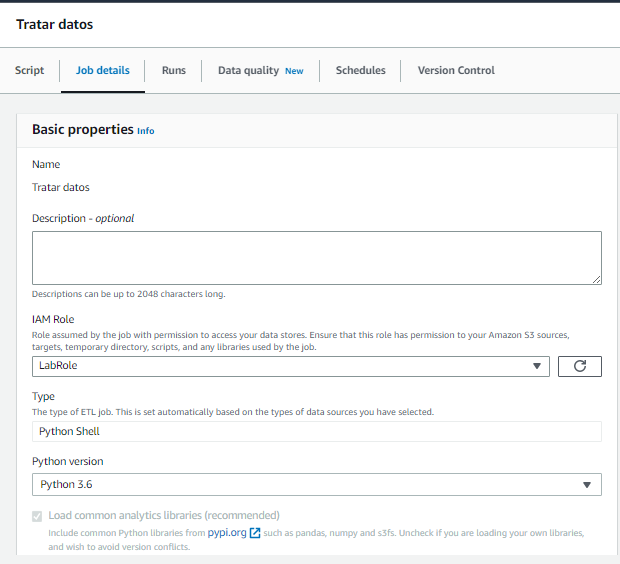 Tratar datos
Script Job details Runs Data quality New Schedules Version Control
Basic properties Info
Name
Tratar datos
Description - optional
Descriptions can be up to 2048 characters long.
IAM Role
Role assumed by the job with permission to access your data stores. Ensure that this role has permission to your Amazon S3 sources,
targets, temporary directory, scripts, and any libraries used by the job.
LabRole
Type
The type of ETL job. This is set automatically based on the types of data sources you have selected.
Python Shell
Python version
Python 3.6
Load common analytics libraries (recommended)
Include common Python libraries from pypi.org such as pandas, numpy and s3fs. Uncheck if you are loading your own libraries,
and wish to avoid version conflicts.